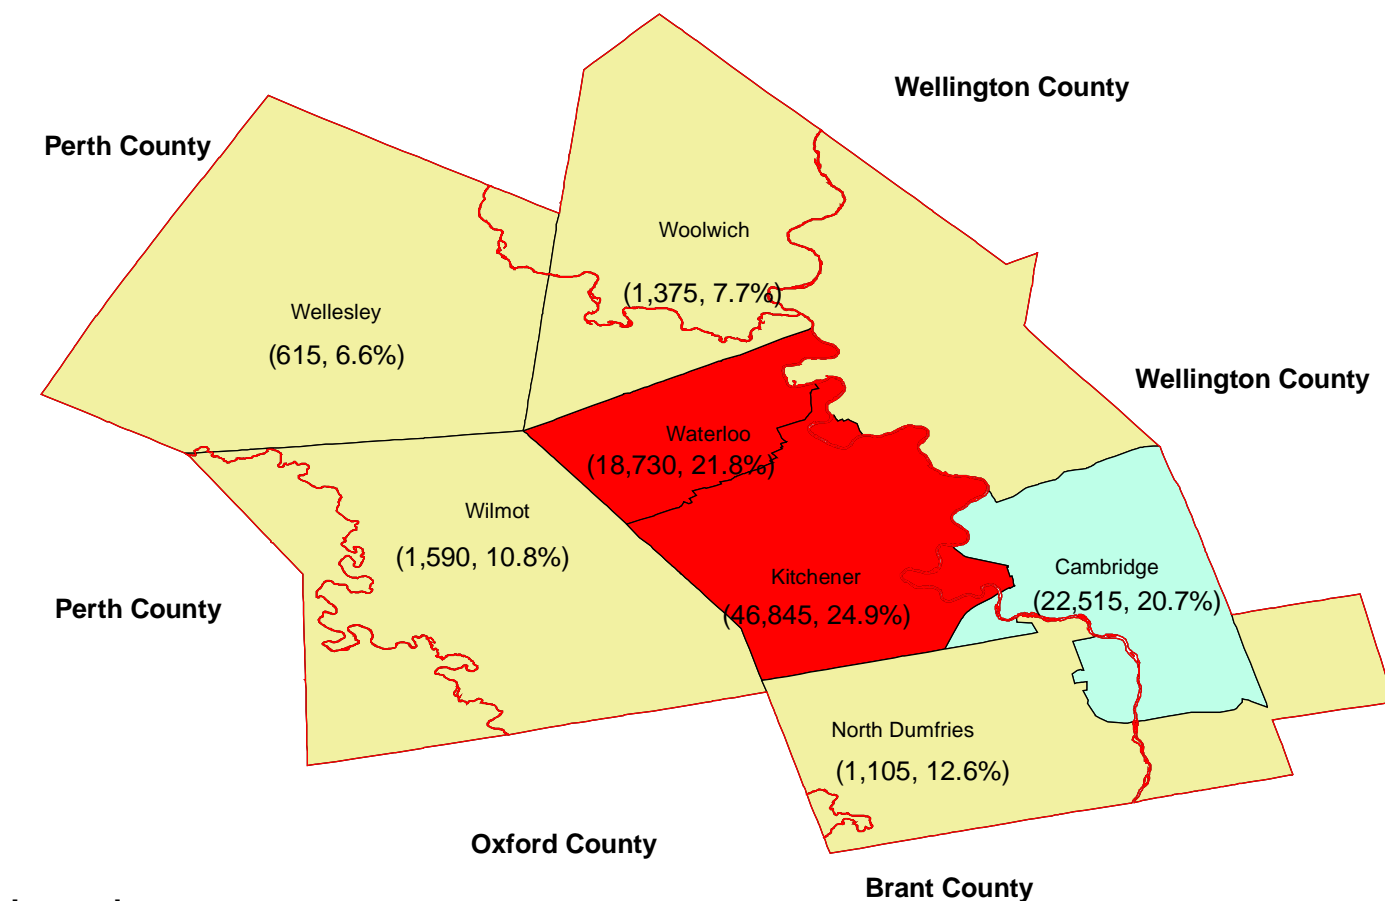 Wellington County
Perth County
Woolwich
(1,375, 7.7%)
Wellesley
(615, 6.6%)
Wellington County
Waterloo
(18,730, 21.8%)
Wilmot
(1,590, 10.8%)
Kitchener
(46,845, 24.9%)
Cambridge
(22,515, 20.7%)
Perth County
North Dumfries
(1,105, 12.6%)
Oxford County
Brant County